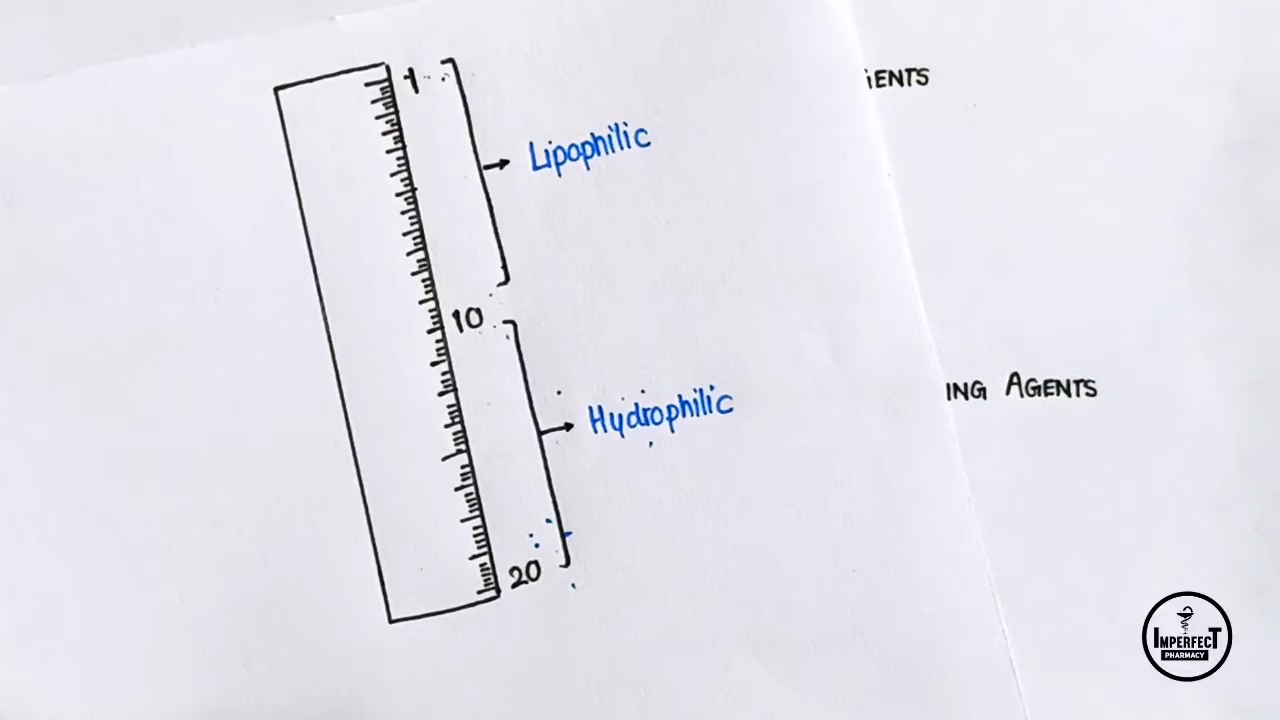 1
Lipophilic
10
Hydrophilic
20
ENTS
ING AGENTS
IMPERFECT
PHARMACY